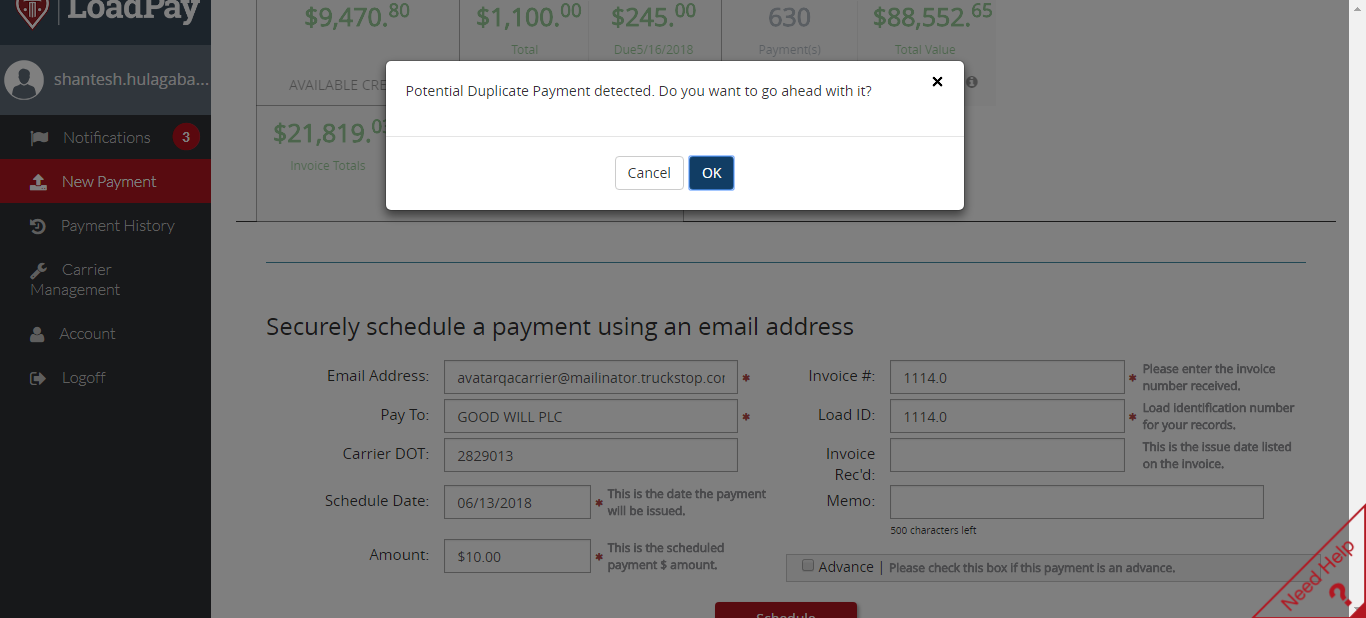 LoadPay
shantesh.hulagaba...
Notifications 3
New Payment
Payment History
Carrier
Management
Account
Logoff
$9,470.80
$1,100.00
$245.00
630
$88,552.65
Total
Due5/16/2018
Payment(s)
Total Value
AVAILABLE CRE
$21,819.03
Invoice Totals
Potential Duplicate Payment detected. Do you want to go ahead with it?
Cancel OK
Securely schedule a payment using an email address
Email Address: avatarqacarrier@mailinator.truckstop.cor *
Pay To: GOOD WILL PLC *
Carrier DOT: 2829013
Schedule Date: 06/13/2018 * This is the date the payment
will be issued.
Amount: $10.00 * This is the scheduled
payment $ amount.
Invoice #: 1114.0 * Please enter the invoice
number received.
Load ID: 1114.0 * Load identification number
for your records.
Invoice
Rec'd:
This is the issue date listed
on the invoice.
Memo:
500 characters left
Advance | Please check this box if this payment is an advance.
Schedule
Need Help
?